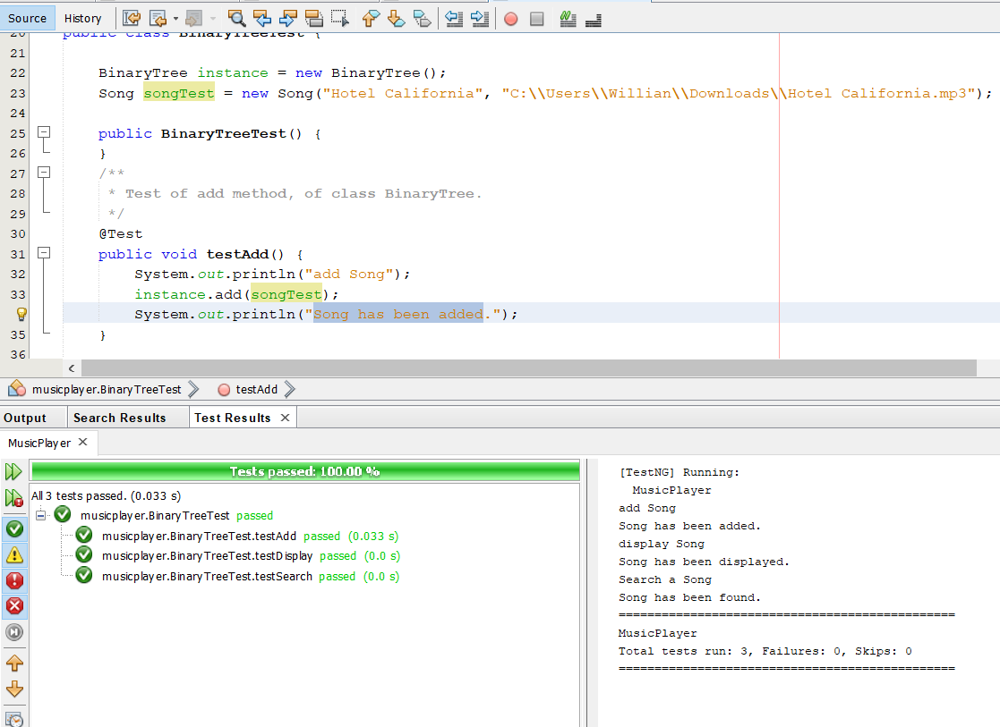 Source History
20 public class BinaryTreeTest {
21
22 BinaryTree instance = new BinaryTree();
23 Song songTest = new Song("Hotel California", "C:\\Users\\Willian\\Downloads\\Hotel California.mp3");
24
25 public BinaryTreeTest() {
26 }
27 /**
28 * Test of add method, of class BinaryTree.
29 */
30 @Test
31 public void testAdd() {
32 System.out.println("add Song");
33 instance.add(songTest);
System.out.println("Song has been added.");
35 }
36
musicplayer.BinaryTreeTest testAdd
Output Search Results Test Results
MusicPlayer
Tests passed: 100.00 %
All 3 tests passed. (0.033 s)
musicplayer.BinaryTreeTest passed
musicplayer.BinaryTreeTest.testAdd passed (0.033 s)
musicplayer.BinaryTreeTest.testDisplay passed (0.0 s)
musicplayer.BinaryTreeTest.testSearch passed (0.0 s)
[TestNG] Running:
MusicPlayer
add Song
Song has been added.
display Song
Song has been displayed.
Search a Song
Song has been found.
===============================================
MusicPlayer
Total tests run: 3, Failures: 0, Skips: 0
===============================================